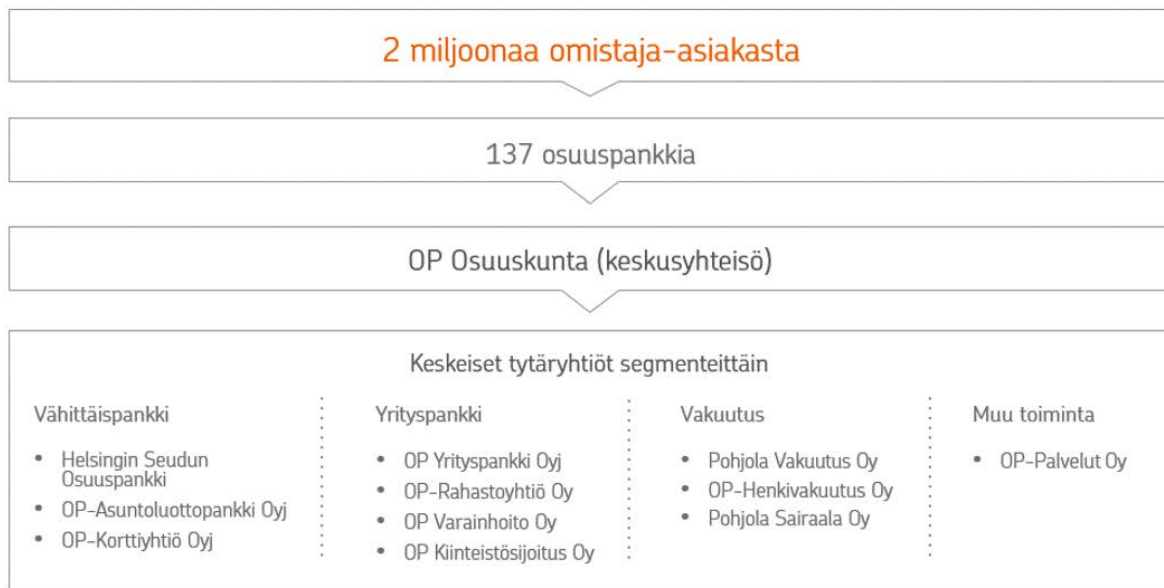 2 miljoonaa omistaja-asiakasta
137 osuuspankkia
OP Osuuskunta (keskusyhteisö)
Keskeiset tytäryhtiöt segmenteittäin
Vähittäispankki
• Helsingin Seudun
Osuuspankki
• OP-Asuntoluottopankki Oyj
• OP-Korttiyhtiö Oyj
Yrityspankki
• OP Yrityspankki Oyj
• OP-Rahastoyhtiö Oy
• OP Varainhoito Oy
• OP Kiinteistösijoitus Oy
Vakuutus
• Pohjola Vakuutus Oy
• OP-Henkivakuutus Oy
• Pohjola Sairaala Oy
Muu toiminta
• OP-Palvelut Oy